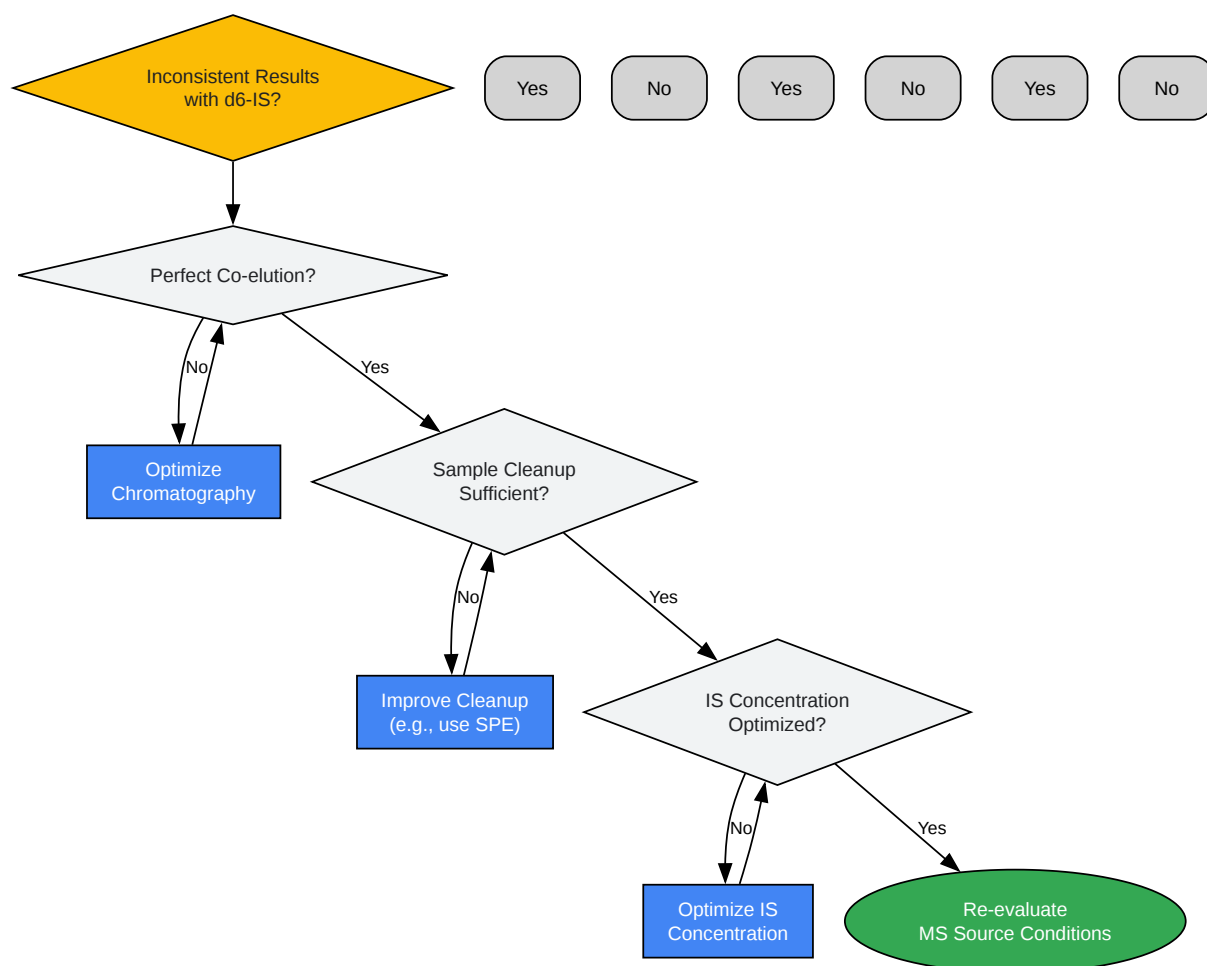 Inconsistent Results
with d6-IS?
Yes
No
Yes
No
Yes
No
Perfect Co-elution?
No
Yes
Optimize
Chromatography
Sample Cleanup
Sufficient?
No
Yes
Improve Cleanup
(e.g., use SPE)
IS Concentration
Optimized?
No
Yes
Optimize IS
Concentration
Re-evaluate
MS Source Conditions